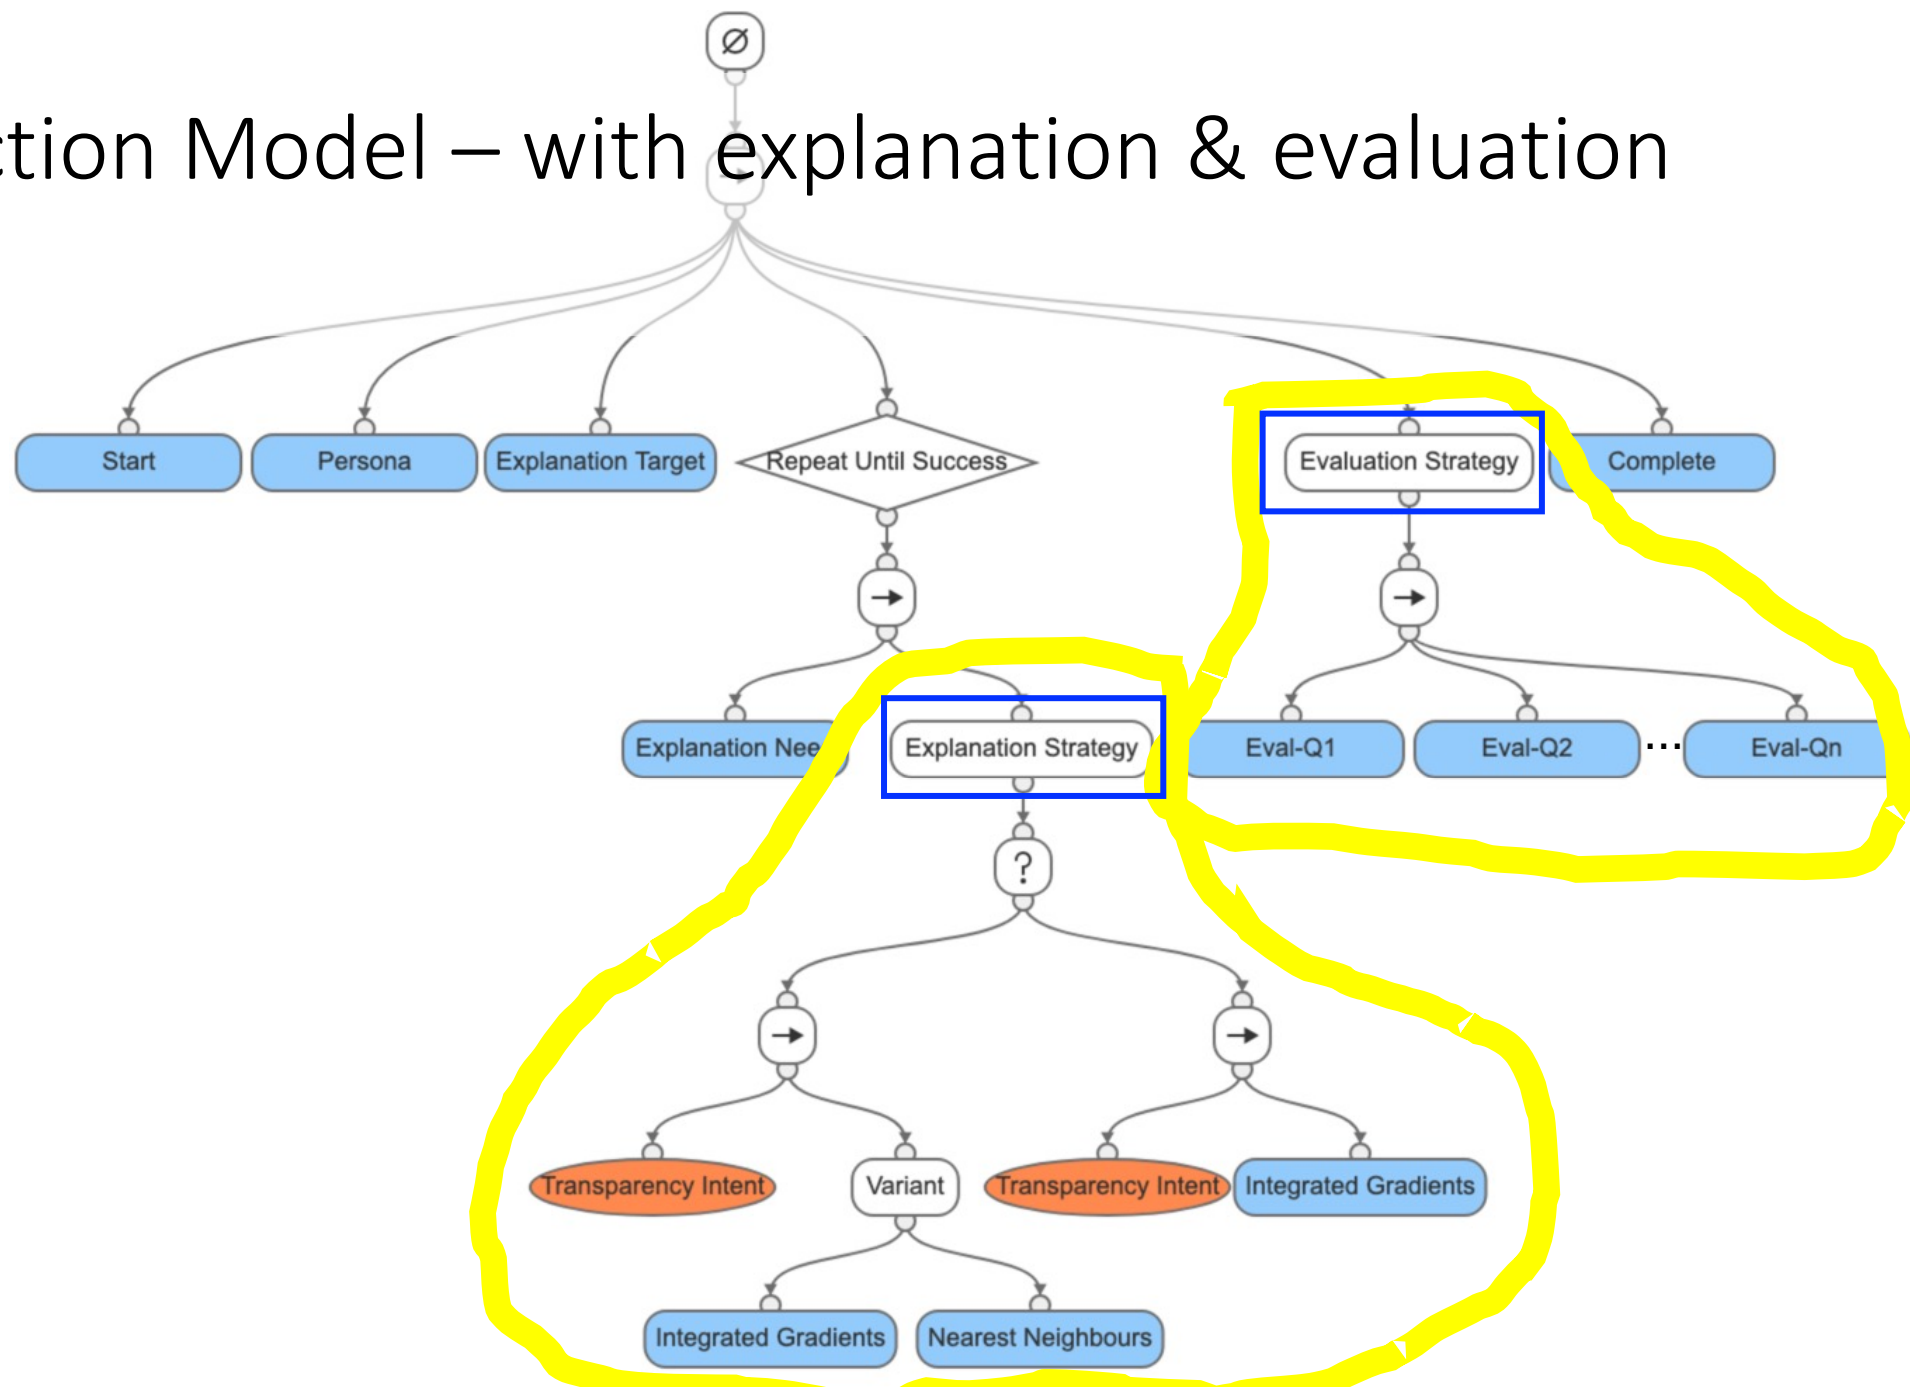 ction Model – with explanation & evaluation
Start
Persona
Explanation Target
Repeat Until Success
Evaluation Strategy
Complete
Explanation Nee
Explanation Strategy
Eval-Q1
Eval-Q2
...
Eval-Qn
?
Transparency Intent
Variant
Transparency Intent
Integrated Gradients
Integrated Gradients
Nearest Neighbours